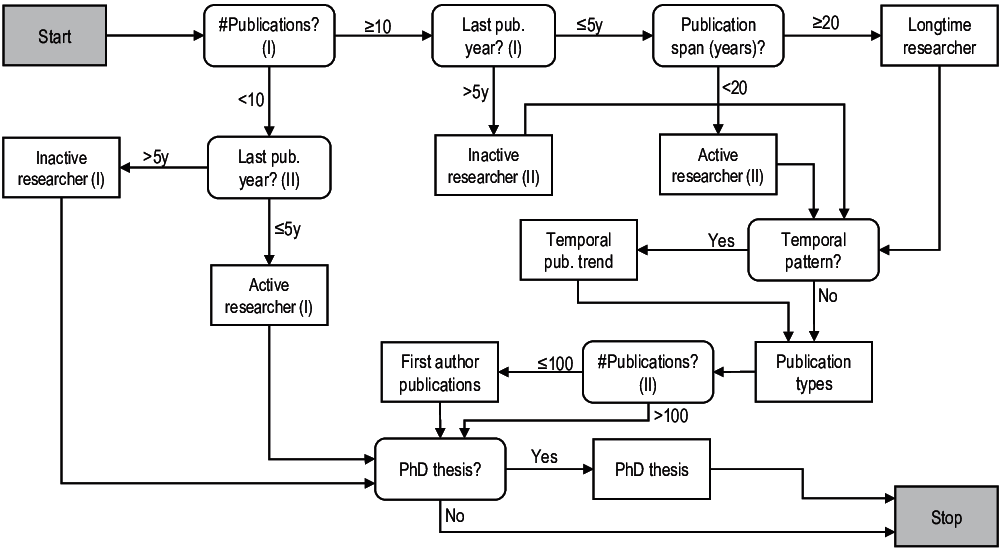 Start
#Publications?
(I)
≥10
Last pub.
year? (I)
≤5y
Publication
span (years)?
≥20
Longtime
researcher
<10
>5y
<20
Inactive
researcher (I)
>5y
Last pub.
year? (II)
Inactive
researcher (II)
Active
researcher (II)
≤5y
Temporal
pub. trend
Yes
Temporal
pattern?
Active
researcher (I)
No
First author
publications
≤100
#Publications?
(II)
Publication
types
>100
PhD thesis?
Yes
PhD thesis
No
Stop